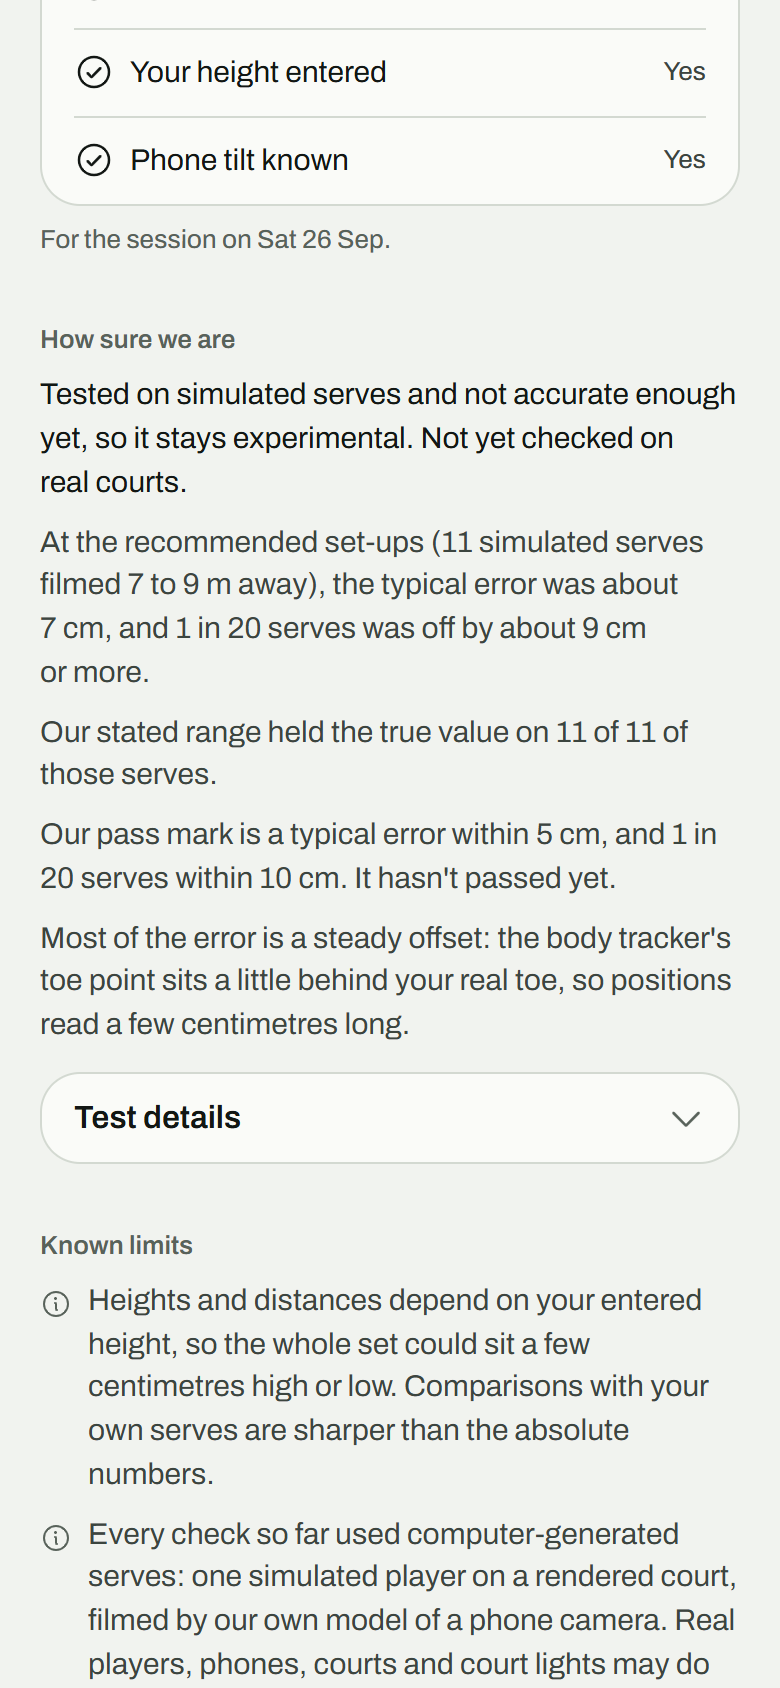 Your height entered Yes
Phone tilt known Yes
For the session on Sat 26 Sep.
How sure we are
Tested on simulated serves and not accurate enough
yet, so it stays experimental. Not yet checked on
real courts.
At the recommended set-ups (11 simulated serves
filmed 7 to 9 m away), the typical error was about
7 cm, and 1 in 20 serves was off by about 9 cm
or more.
Our stated range held the true value on 11 of 11 of
those serves.
Our pass mark is a typical error within 5 cm, and 1 in
20 serves within 10 cm. It hasn't passed yet.
Most of the error is a steady offset: the body tracker's
toe point sits a little behind your real toe, so positions
read a few centimetres long.
Test details
Known limits
Heights and distances depend on your entered
height, so the whole set could sit a few
centimetres high or low. Comparisons with your
own serves are sharper than the absolute
numbers.
Every check so far used computer-generated
serves: one simulated player on a rendered court,
filmed by our own model of a phone camera. Real
players, phones, courts and court lights may do